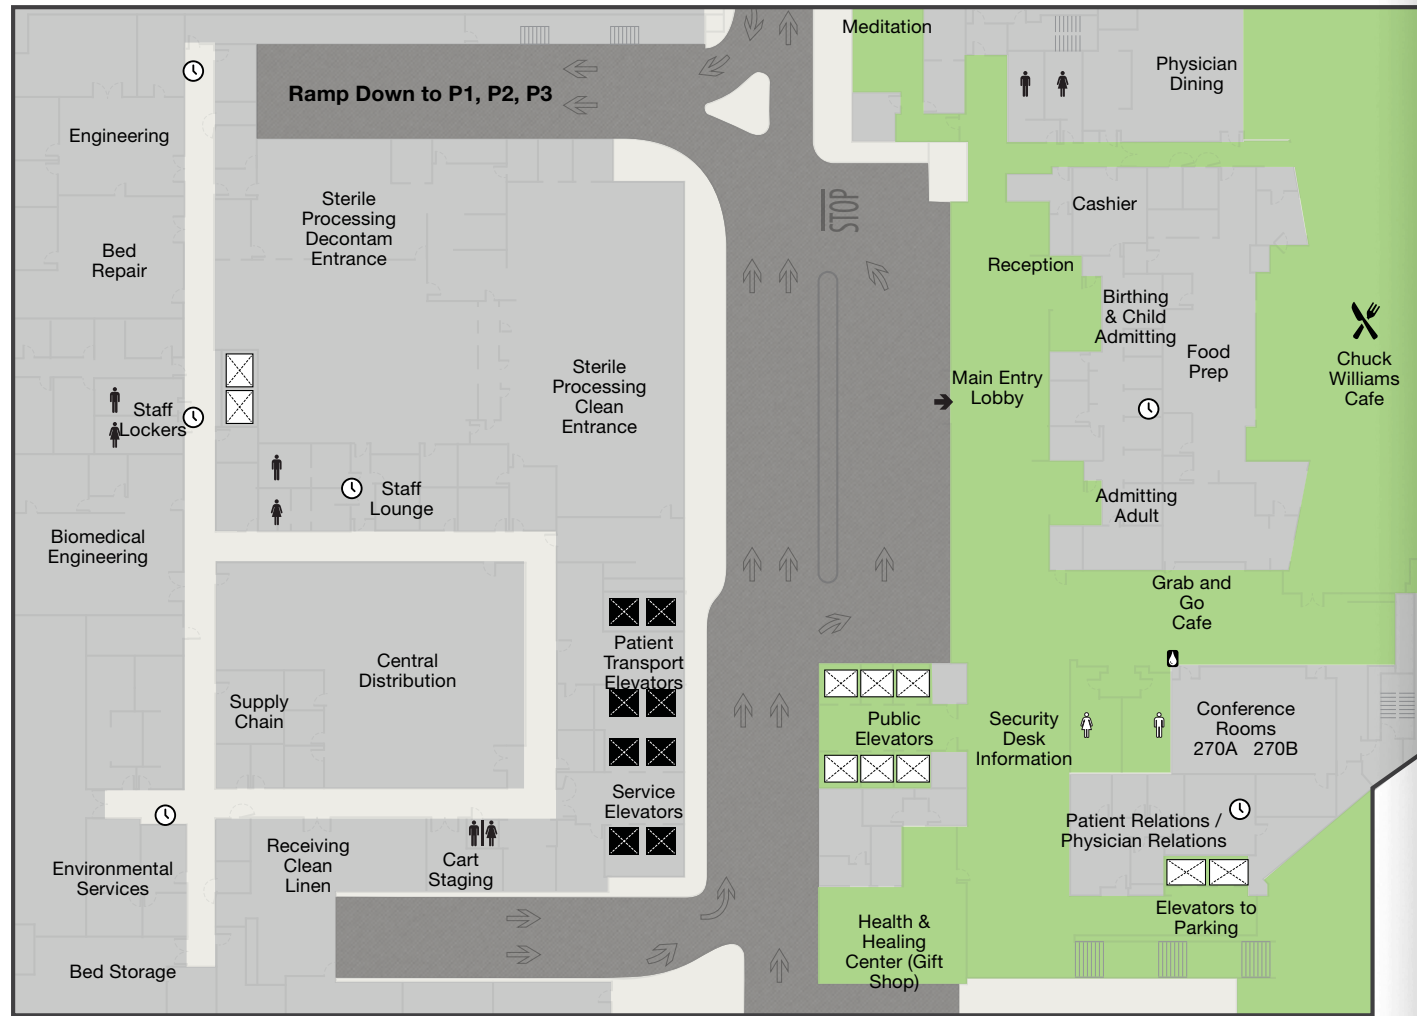 Meditation
Physician
Dining
Ramp Down to P1, P2, P3
Engineering
Sterile
Processing
Decontam
Entrance
STOP
Cashier
Bed
Repair
Reception
Birthing
& Child
Admitting
Food
Prep
Chuck
Williams
Cafe
Sterile
Processing
Clean
Entrance
Main Entry
Lobby
Staff
Lockers
Staff
Lounge
Admitting
Adult
Biomedical
Engineering
Grab and
Go
Cafe
Patient
Transport
Elevators
Central
Distribution
Supply
Chain
Public
Elevators
Security
Desk
Information
Conference
Rooms
270A 270B
Service
Elevators
Patient Relations /
Physician Relations
Receiving
Clean
Linen
Cart
Staging
Environmental
Services
Elevators to
Parking
Health &
Healing
Center (Gift
Shop)
Bed Storage